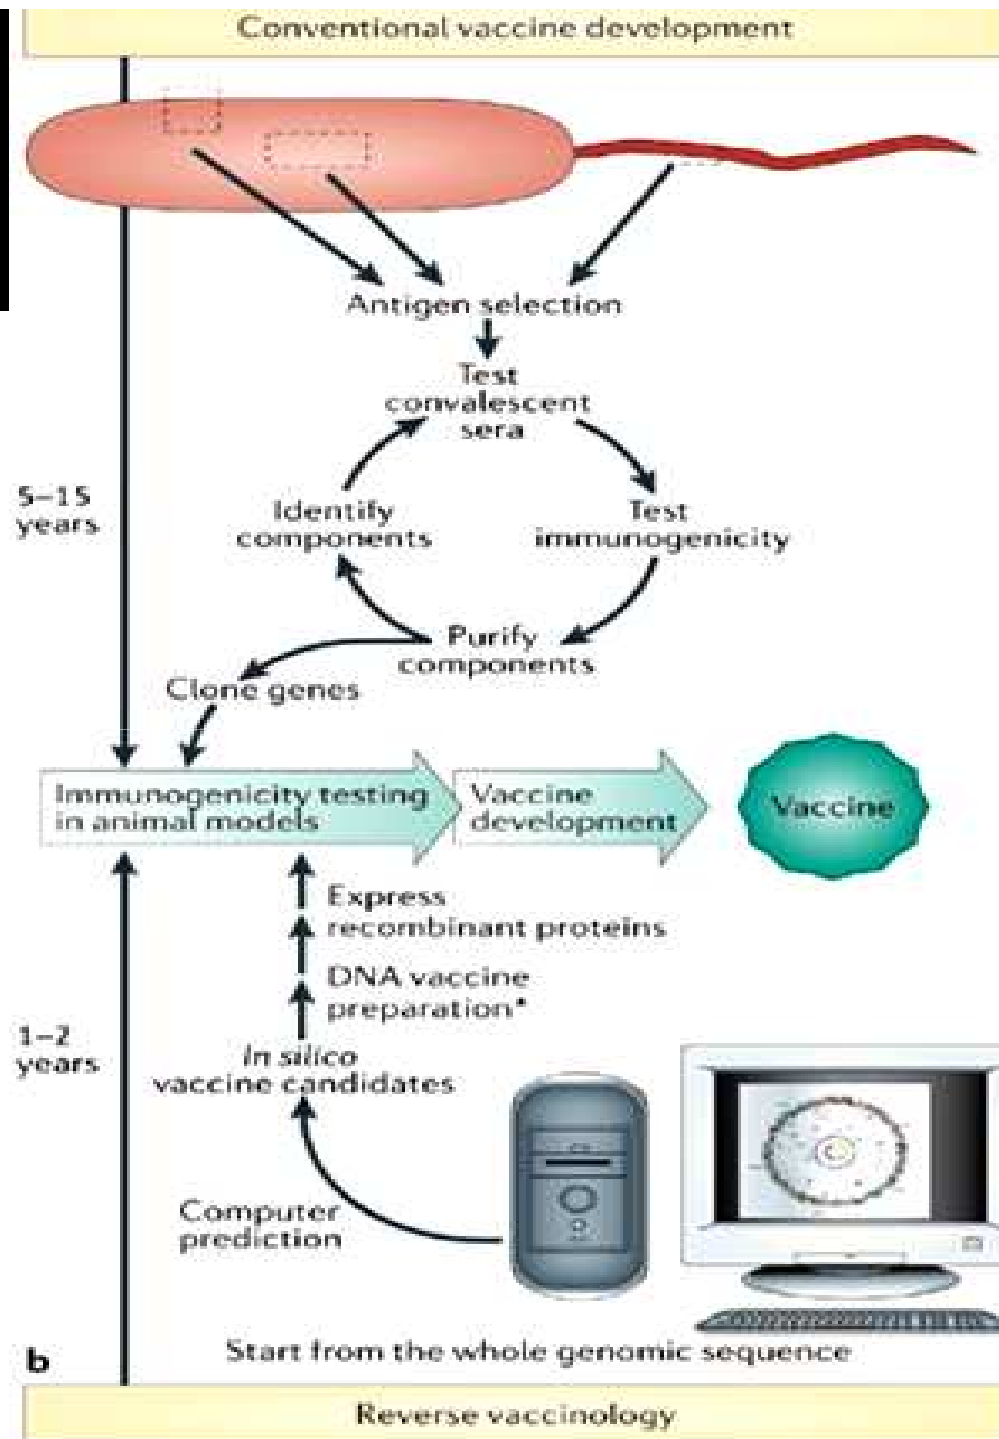 Conventional vaccine development
Antigen selection
Test
convalescent
sera
5–15
years
Identify
components
Test
immunogenicity
Purify
components
Clone genes
Immunogenicity testing
in animal models
Vaccine
development
Vaccine
Express
recombinant proteins
DNA vaccine
preparation*
1–2
years
In silico
vaccine candidates
Computer
prediction
Start from the whole genomic sequence
b
Reverse vaccinology